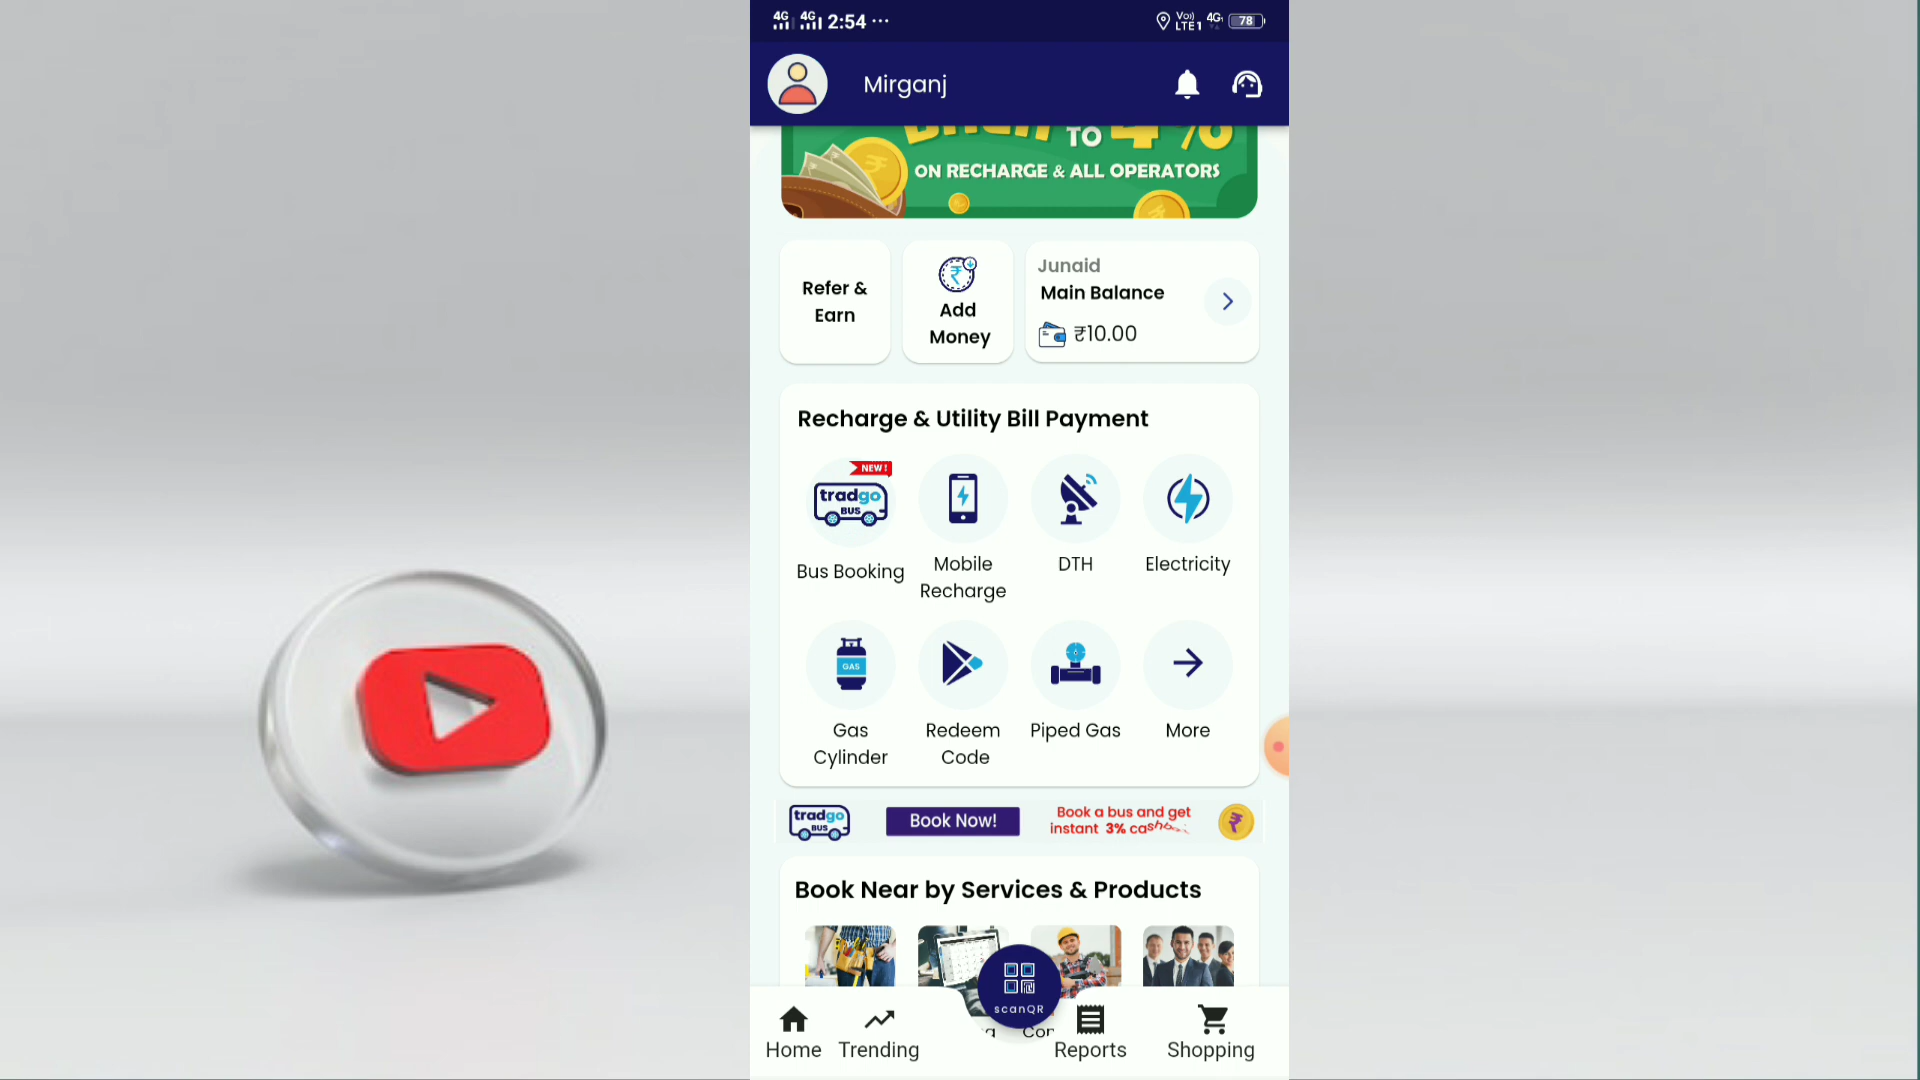 4G 4G 2:54 ...
Vo) LTE 1 4G 78
Mirganj
TO 4%
ON RECHARGE & ALL OPERATORS
Refer &
Earn
Add
Money
Junaid
Main Balance
₹10.00
Recharge & Utility Bill Payment
NEW!
tradgo
BUS
Bus Booking
Mobile
Recharge
DTH
Electricity
GAS
Gas
Cylinder
Redeem
Code
Piped Gas
More
tradgo
BUS
Book Now!
Book a bus and get
instant 3%
Book Near by Services & Products
scanQR
Home
Trending
Reports
Shopping